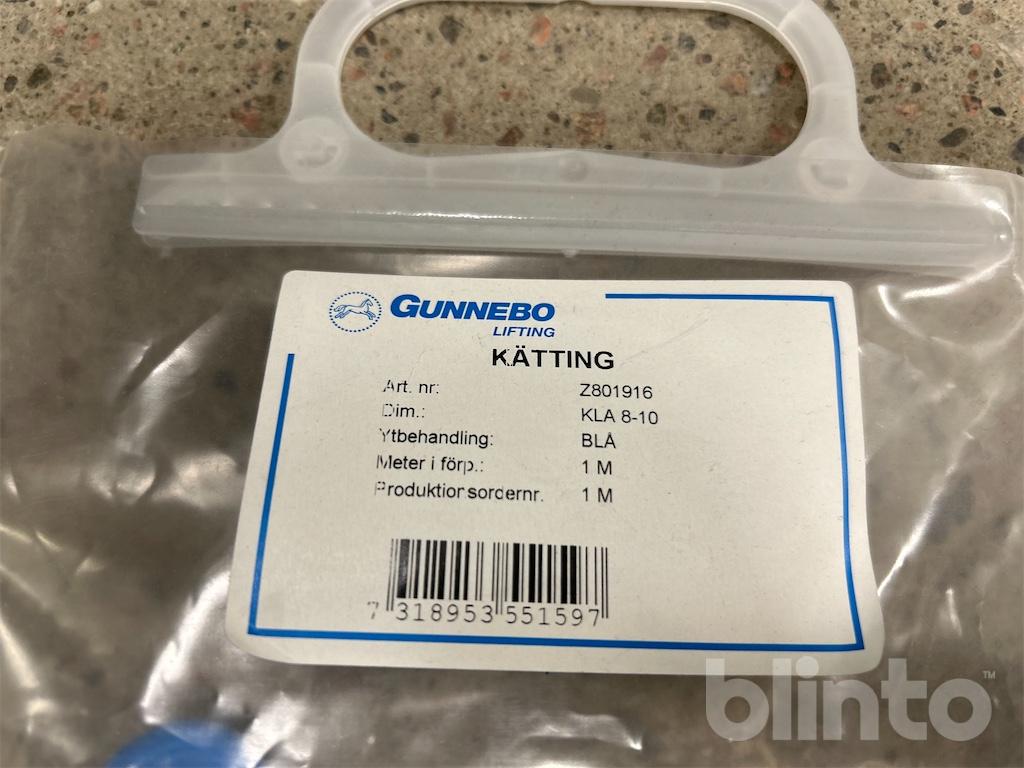 GUNNEBO
LIFTING
KÄTTING
Art. nr: Z801916
Dim.: KLA 8-10
Ytbehandling: BLÅ
Meter i förp.: 1 M
Produktionsordernr. 1 M
7 318953 551597
blinto™